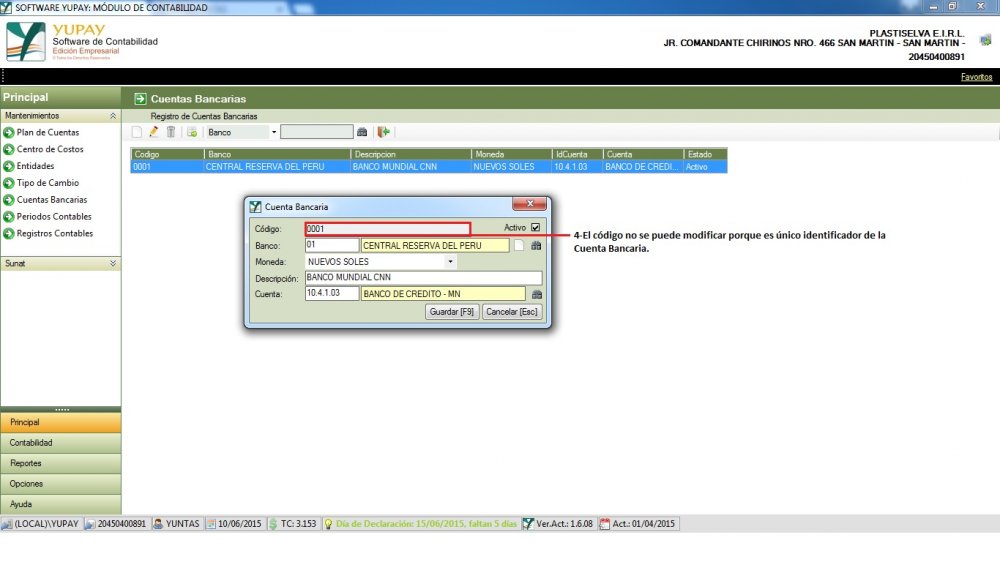 SOFTWARE YUPAY: MÓDULO DE CONTABILIDAD
YUPAY
Software de Contabilidad
Edición Empresarial
© Todos los Derechos Reservados
PLASTISELVA E.I.R.L.
JR. COMANDANTE CHIRINOS NRO. 466 SAN MARTIN - SAN MARTIN -
20450400891
Favoritos
Principal
Cuentas Bancarias
Mantenimientos
Registro de Cuentas Bancarias
Plan de Cuentas
Centro de Costos
Entidades
Tipo de Cambio
Cuentas Bancarias
Periodos Contables
Registros Contables
Sunat
Banco
Codigo Banco Descripcion Moneda IdCuenta Cuenta Estado
0001 CENTRAL RESERVA DEL PERU BANCO MUNDIAL CNN NUEVOS SOLES 10.4.1.03 BANCO DE CREDI... Activo
Cuenta Bancaria
Código: 0001 Activo
Banco: 01 CENTRAL RESERVA DEL PERU
Moneda: NUEVOS SOLES
Descripción: BANCO MUNDIAL CNN
Cuenta: 10.4.1.03 BANCO DE CREDITO - MN
Guardar [F9] Cancelar [Esc]
4-El código no se puede modificar porque es único identificador de la
Cuenta Bancaria.
Principal
Contabilidad
Reportes
Opciones
Ayuda
(LOCAL)\YUPAY 20450400891 YUNTAS 10/06/2015 TC: 3.153 Día de Declaración: 15/06/2015, faltan 5 días Ver.Act.: 1.6.08 Act.: 01/04/2015